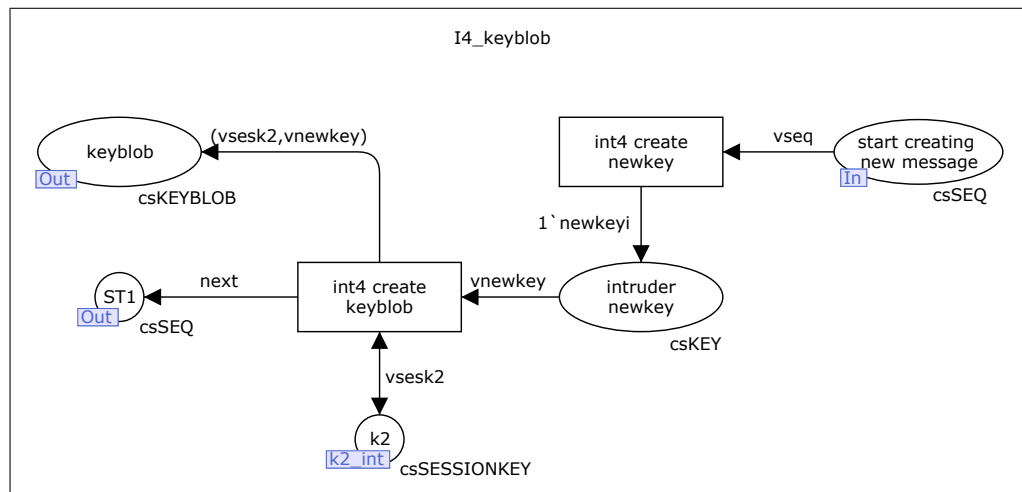 I4_keyblob
(vsesk2,vnewkey)
keyblob
Out
csKEYBLOB
int4 create
newkey
vseq
start creating
new message
In
csSEQ
1`newkeyi
next
ST1
Out
csSEQ
int4 create
keyblob
vnewkey
intruder
newkey
csKEY
vsesk2
k2
k2_int
csSESSIONKEY